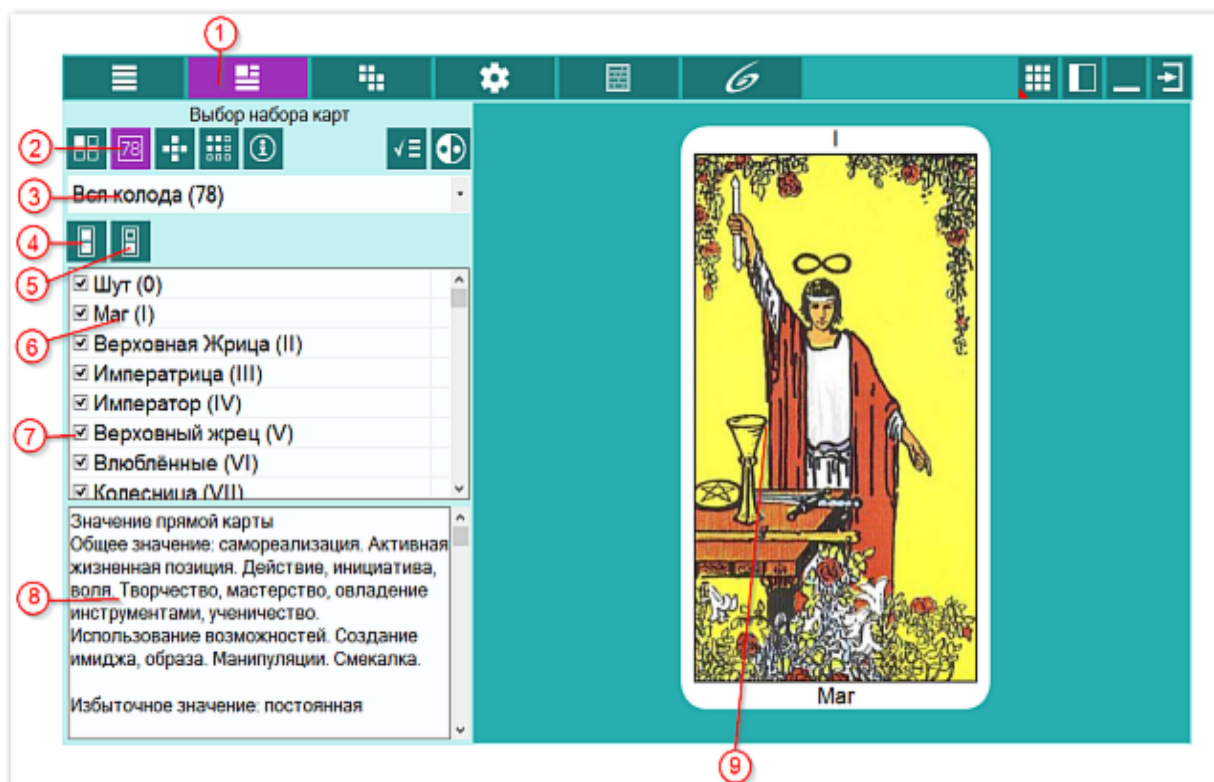 1
Выбор набора карт
2
78
3
Вся колода (78)
4
5
Шут (0)
6
Маг (I)
Верховная Жрица (II)
Императрица (III)
Император (IV)
7
Верховный жрец (V)
Влюблённые (VI)
Колесница (VII)
8
Значение прямой карты
Общее значение: самореализация. Активная
жизненная позиция. Действие, инициатива,
воля. Творчество, мастерство, овладение
инструментами, ученичество.
Использование возможностей. Создание
имиджа, образа. Манипуляции. Смекалка.
Избыточное значение: постоянная
I
Маг
9